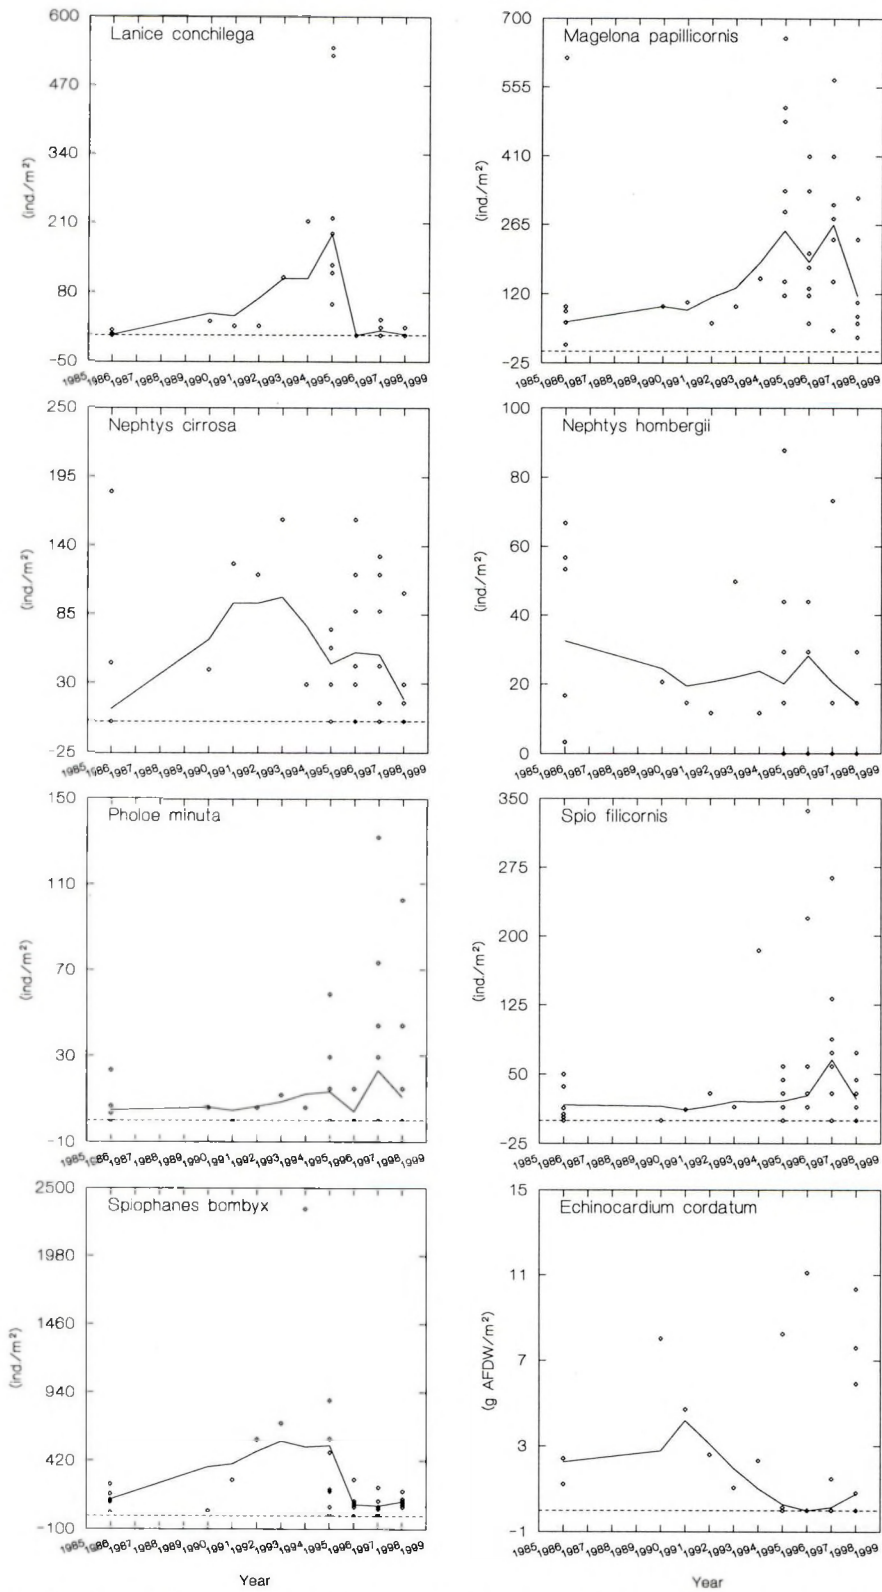 Lanice conchilega
(ind./m²)
600
470
340
210
80
-50
1985 1986 1987 1988 1989 1990 1991 1992 1993 1994 1995 1996 1997 1998 1999
Magelona papillicornis
(ind./m²)
700
555
410
265
120
-25
1985 1986 1987 1988 1989 1990 1991 1992 1993 1994 1995 1996 1997 1998 1999
Nephtys cirrosa
(ind./m²)
250
195
140
85
30
-25
1985 1986 1987 1988 1989 1990 1991 1992 1993 1994 1995 1996 1997 1998 1999
Nephtys hombergii
(ind./m²)
100
80
60
40
20
0
1985 1986 1987 1988 1989 1990 1991 1992 1993 1994 1995 1996 1997 1998 1999
Pholoe minuta
(ind./m²)
150
110
70
30
-10
1985 1986 1987 1988 1989 1990 1991 1992 1993 1994 1995 1996 1997 1998 1999
Spio filicornis
(ind./m²)
350
275
200
125
50
-25
1985 1986 1987 1988 1989 1990 1991 1992 1993 1994 1995 1996 1997 1998 1999
Spiophanes bombyx
(ind./m²)
2500
1980
1460
940
420
-100
1985 1986 1987 1988 1989 1990 1991 1992 1993 1994 1995 1996 1997 1998 1999
Year
Echinocardium cordatum
(g AFDW/m²)
15
11
7
3
-1
1985 1986 1987 1988 1989 1990 1991 1992 1993 1994 1995 1996 1997 1998 1999
Year